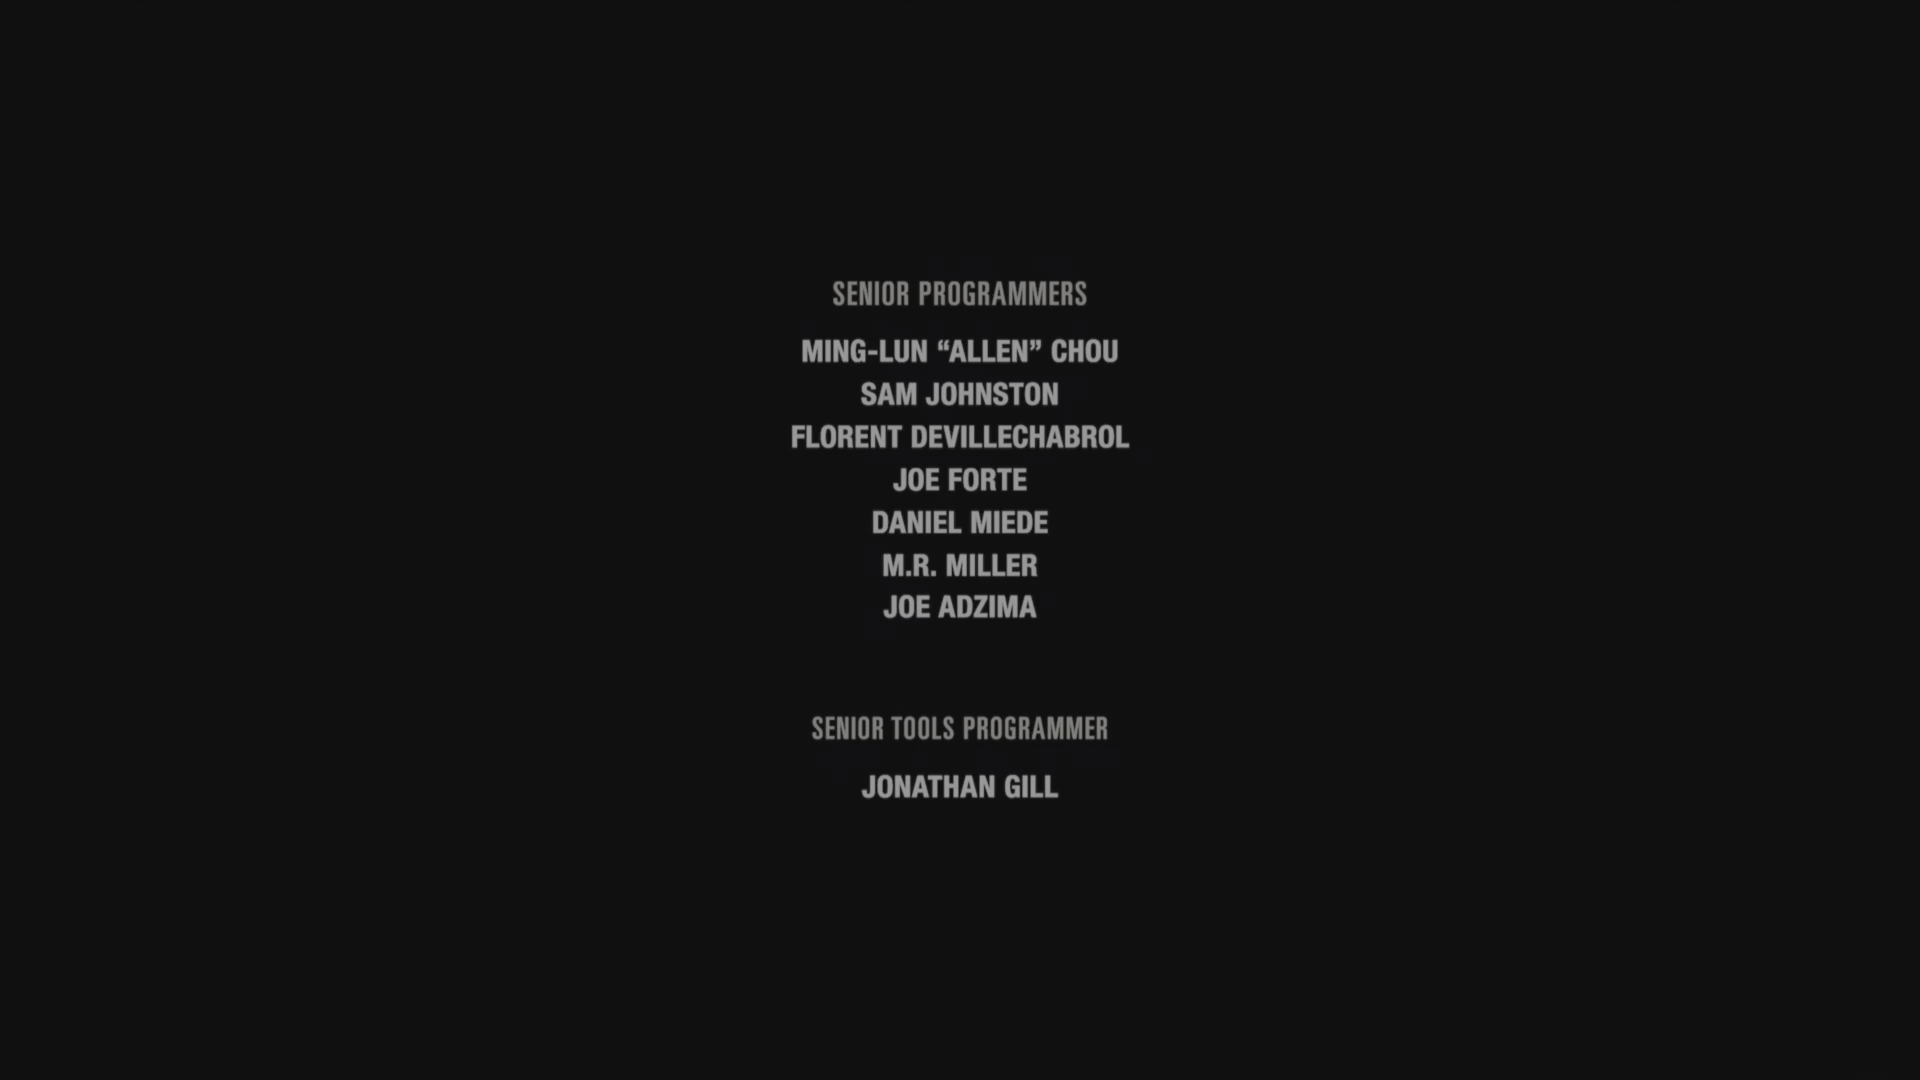 SENIOR PROGRAMMERS
MING-LUN “ALLEN” CHOU
SAM JOHNSTON
FLORENT DEVILLECHABROL
JOE FORTE
DANIEL MIEDE
M.R. MILLER
JOE ADZIMA
SENIOR TOOLS PROGRAMMER
JONATHAN GILL